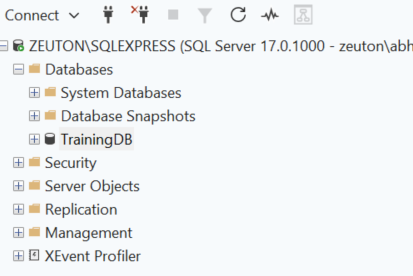 Connect
ZEUTON\SQLEXPRESS (SQL Server 17.0.1000 - zeuton\abh
Databases
System Databases
Database Snapshots
TrainingDB
Security
Server Objects
Replication
Management
XEvent Profiler